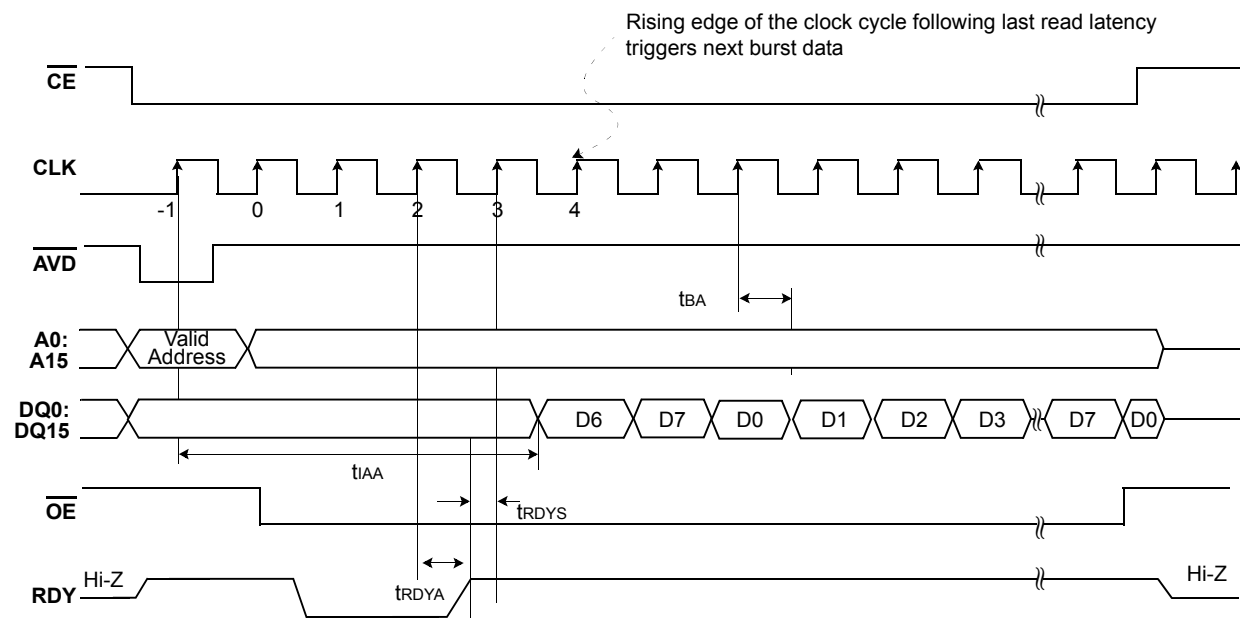 Rising edge of the clock cycle following last read latency
triggers next burst data
CE
CLK
-1 0 1 2 3 4
AVD
tBA
A0:
A15
Valid
Address
DQ0:
DQ15
D6 D7 D0 D1 D2 D3 D7 D0
tIAA
OE
tRDYS
Hi-Z
RDY
tRDYA
Hi-Z